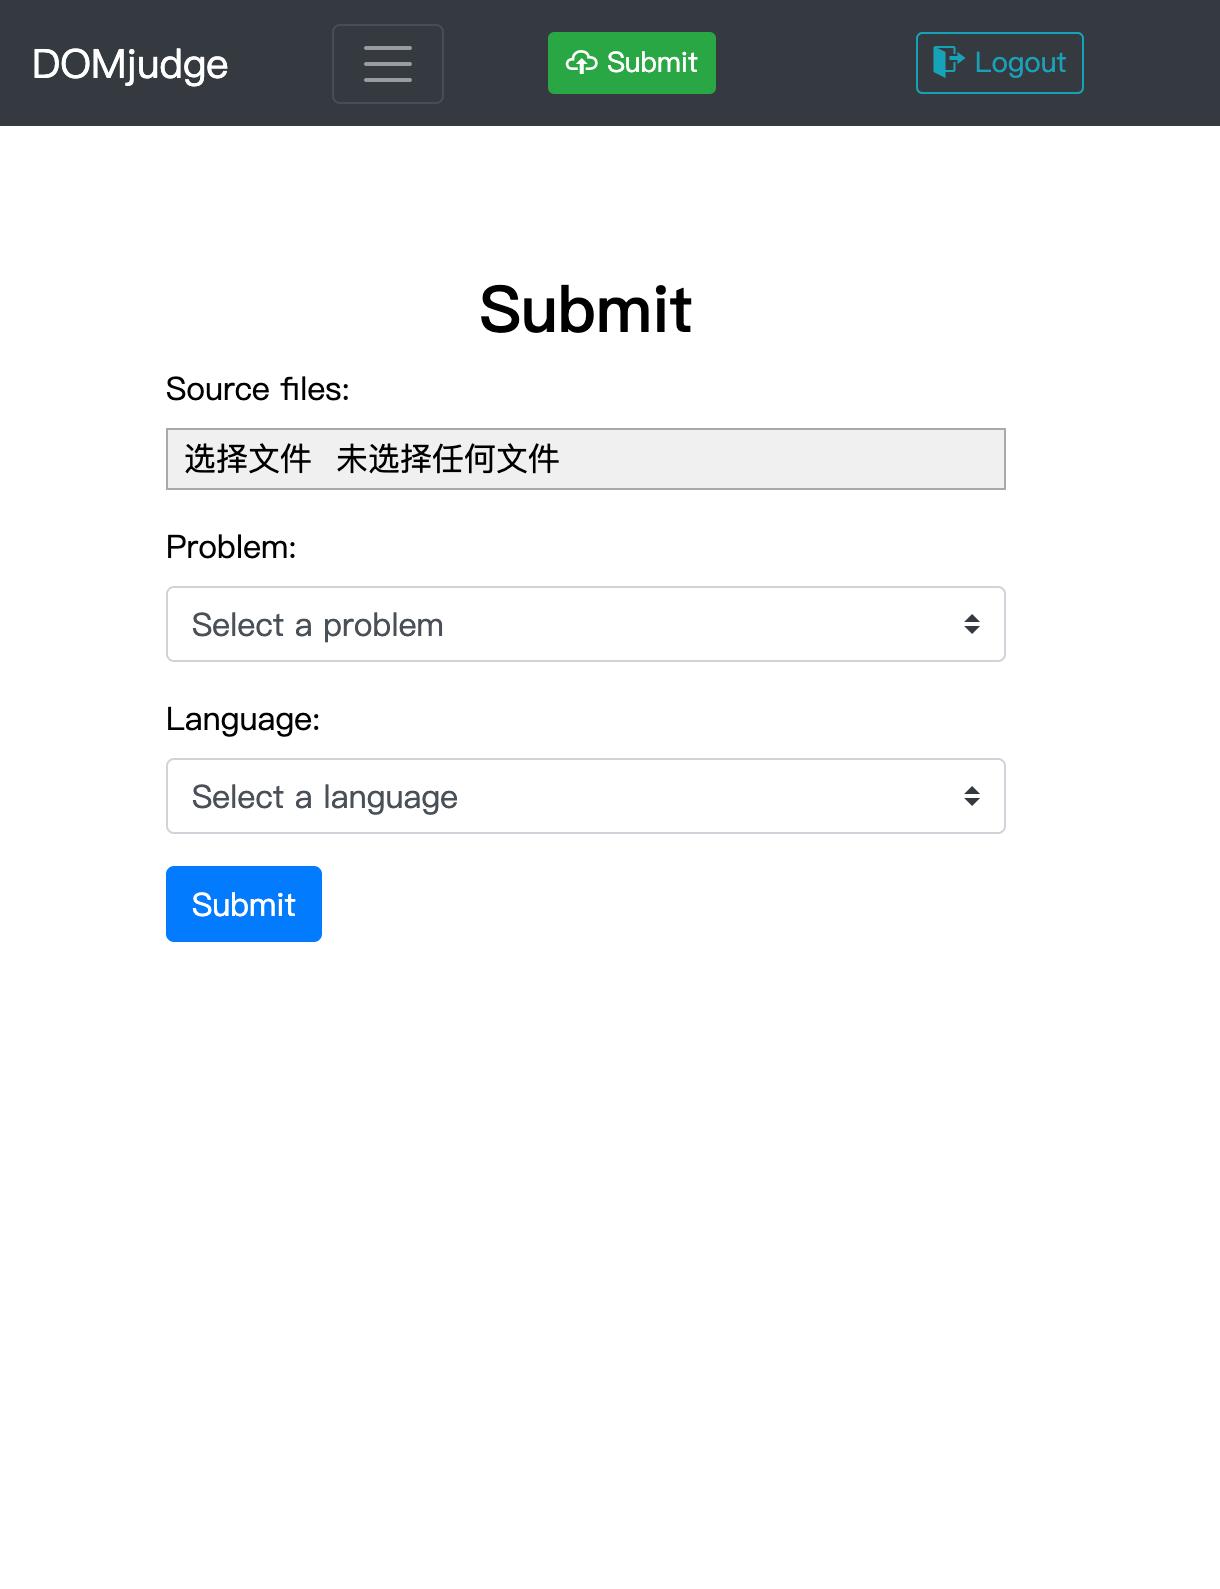 DOMjudge
Submit
Logout
Submit
Source files:
选择文件 未选择任何文件
Problem:
Select a problem
Language:
Select a language
Submit